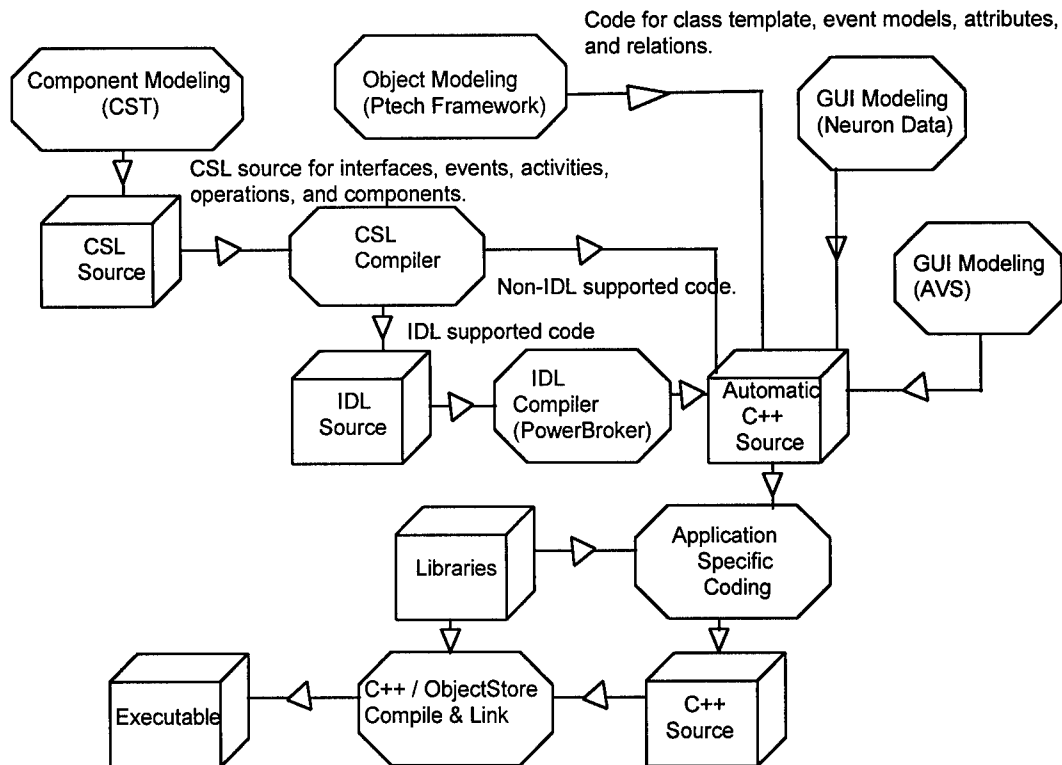 Code for class template, event models, attributes,
and relations.
Component Modeling
(CST)
Object Modeling
(Ptech Framework)
GUI Modeling
(Neuron Data)
CSL source for interfaces, events, activities,
operations, and components.
CSL
Source
CSL
Compiler
GUI Modeling
(AVS)
Non-IDL supported code.
IDL supported code
IDL
Source
IDL
Compiler
(PowerBroker)
Automatic
C++
Source
Libraries
Application
Specific
Coding
Executable
C++ / ObjectStore
Compile & Link
C++
Source